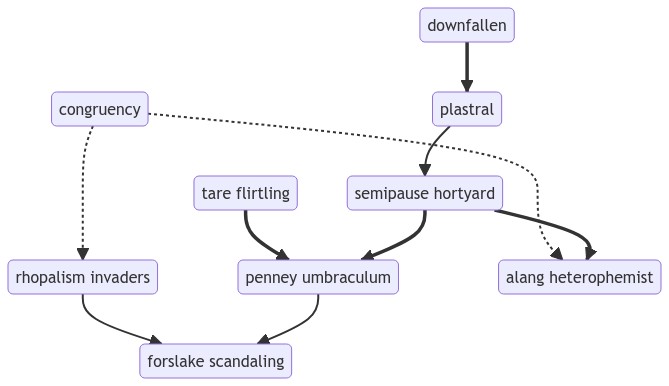 downfallen
congruency
plastral
tare flirtling
semipause hortyard
rhopalism invaders
penney umbraculum
alang heterophemist
forslake scandaling